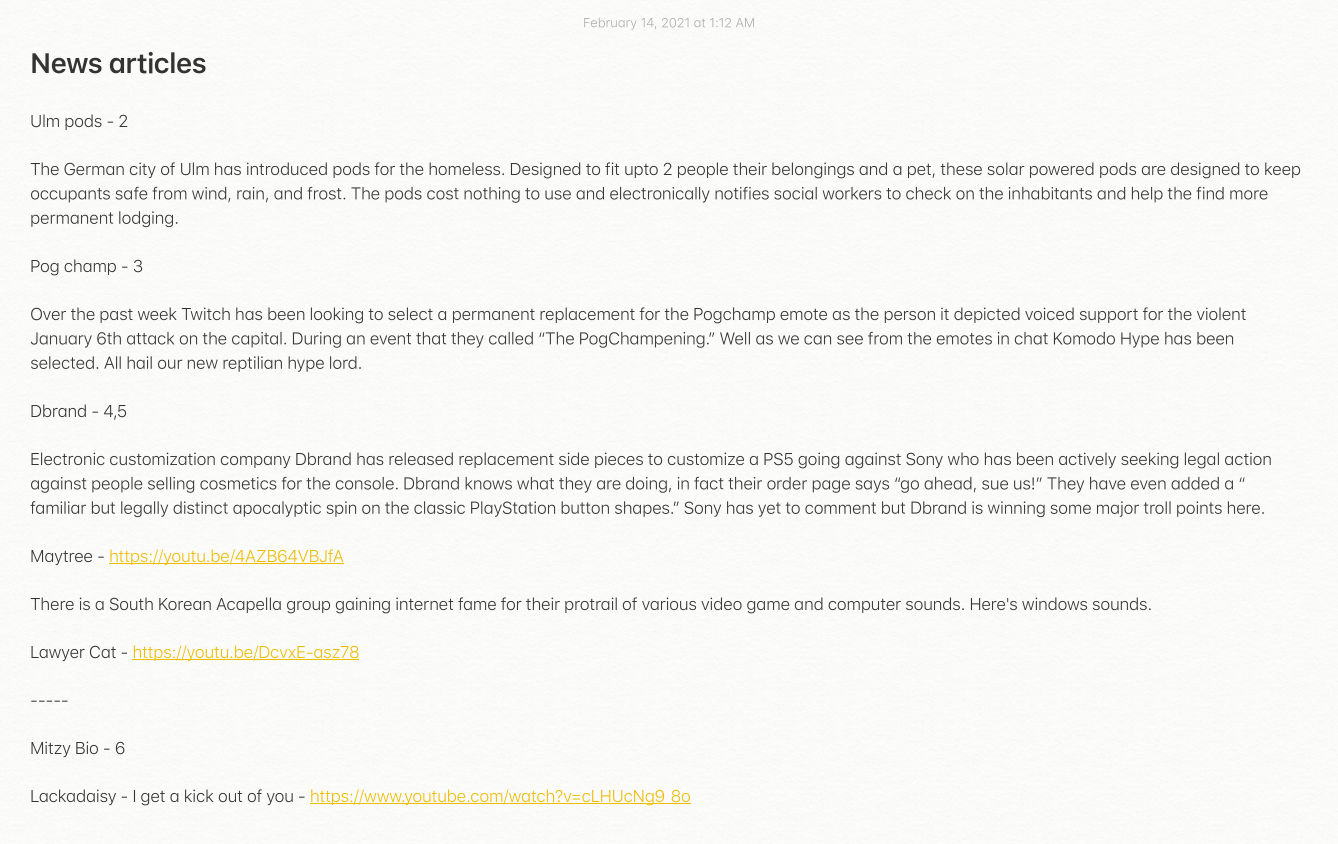 February 14, 2021 at 1:12 AM
News articles
Ulm pods - 2
The German city of Ulm has introduced pods for the homeless. Designed to fit upto 2 people their belongings and a pet, these solar powered pods are designed to keep
occupants safe from wind, rain, and frost. The pods cost nothing to use and electronically notifies social workers to check on the inhabitants and help the find more
permanent lodging.
Pog champ - 3
Over the past week Twitch has been looking to select a permanent replacement for the Pogchamp emote as the person it depicted voiced support for the violent
January 6th attack on the capital. During an event that they called “The PogChampening.” Well as we can see from the emotes in chat Komodo Hype has been
selected. All hail our new reptilian hype lord.
Dbrand - 4,5
Electronic customization company Dbrand has released replacement side pieces to customize a PS5 going against Sony who has been actively seeking legal action
against people selling cosmetics for the console. Dbrand knows what they are doing, in fact their order page says “go ahead, sue us!” They have even added a “
familiar but legally distinct apocalyptic spin on the classic PlayStation button shapes.” Sony has yet to comment but Dbrand is winning some major troll points here.
Maytree - https://youtu.be/4AZB64VBJfA
There is a South Korean Acapella group gaining internet fame for their protrail of various video game and computer sounds. Here's windows sounds.
Lawyer Cat - https://youtu.be/DcvxE-asz78
-----
Mitzy Bio - 6
Lackadaisy - I get a kick out of you - https://www.youtube.com/watch?v=cLHUcNg9_8o